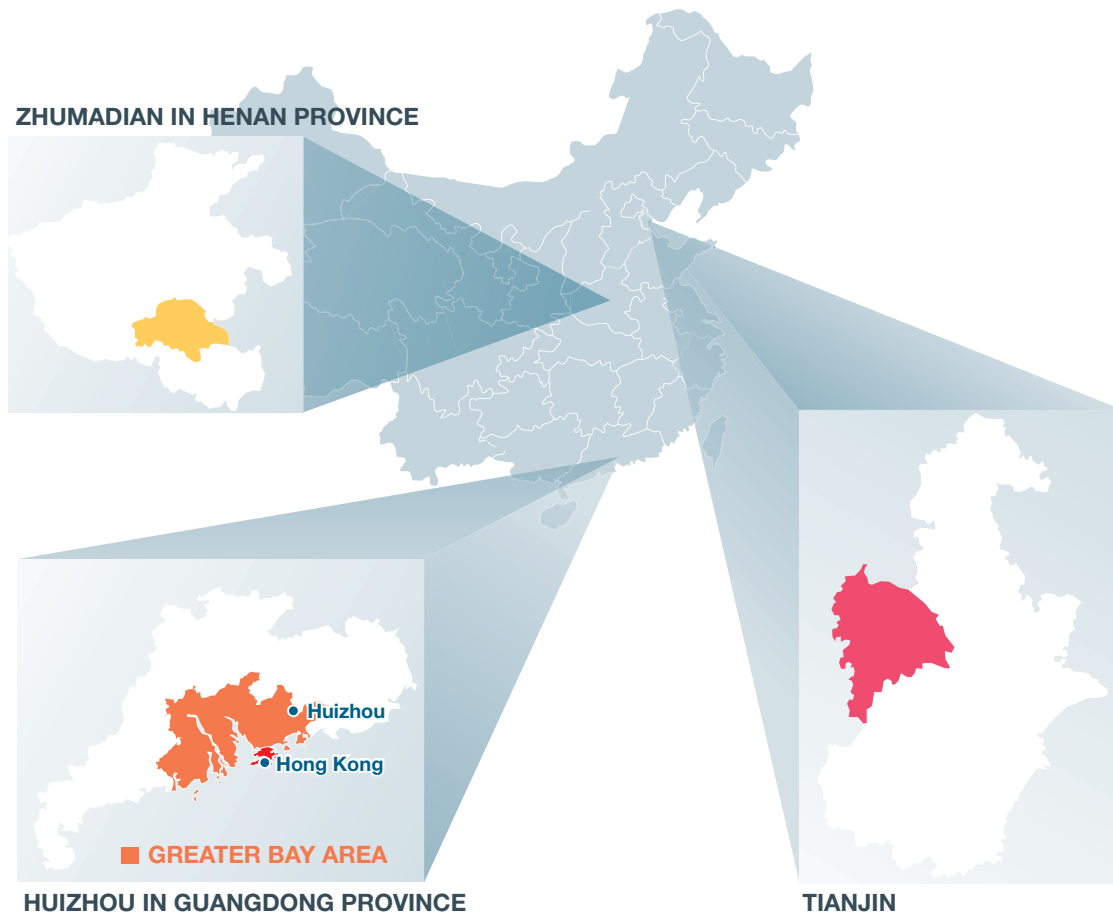 ZHUMADIAN IN HENAN PROVINCE
Huizhou
Hong Kong
GREATER BAY AREA
HUIZHOU IN GUANGDONG PROVINCE
TIANJIN